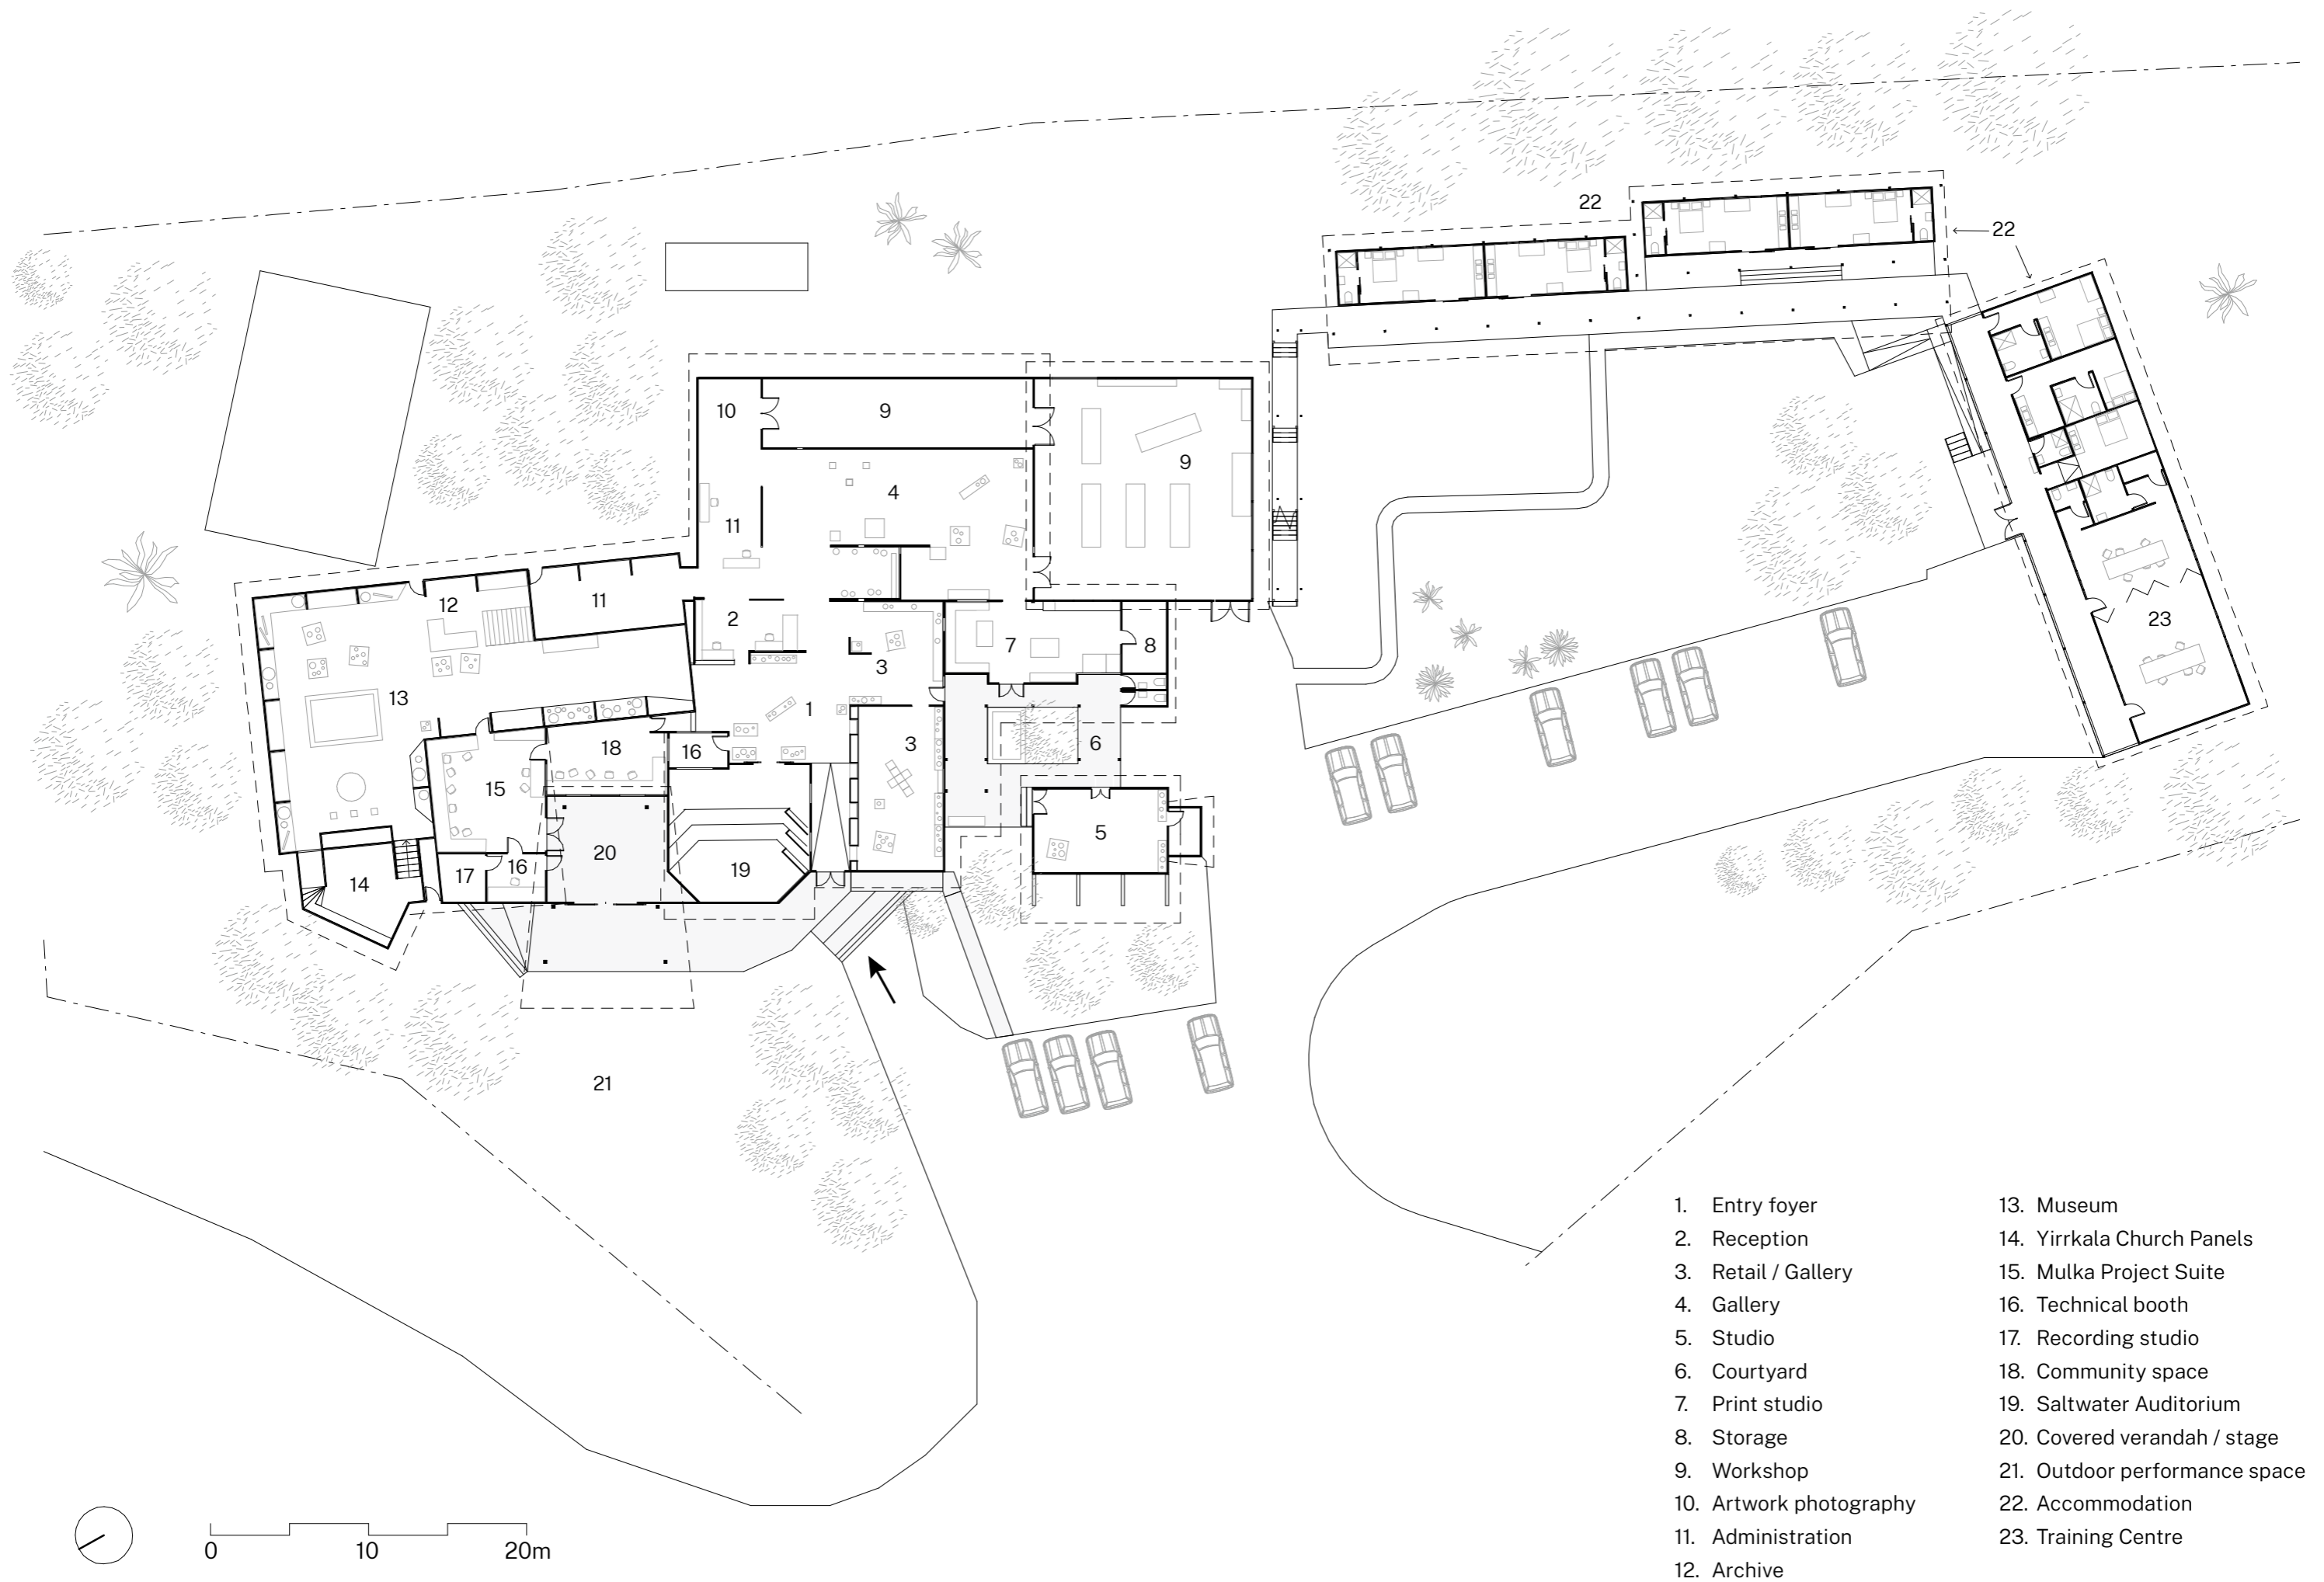 22
22
10
9
9
4
11
12
11
2
7
8
23
3
13
1
3
6
18
16
15
5
20
19
16
17
14
21
1. Entry foyer
2. Reception
3. Retail / Gallery
4. Gallery
5. Studio
6. Courtyard
7. Print studio
8. Storage
9. Workshop
10. Artwork photography
11. Administration
12. Archive
13. Museum
14. Yirrkala Church Panels
15. Mulka Project Suite
16. Technical booth
17. Recording studio
18. Community space
19. Saltwater Auditorium
20. Covered verandah / stage
21. Outdoor performance space
22. Accommodation
23. Training Centre
0 10 20m